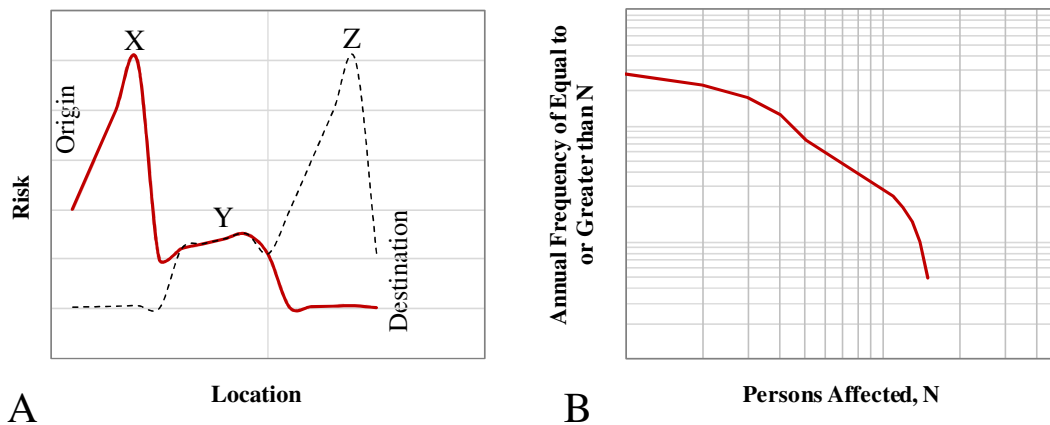 X
Z
Origin
Y
Risk
Destination
Location
A
Annual Frequency of Equal to
or Greater than N
Persons Affected, N
B